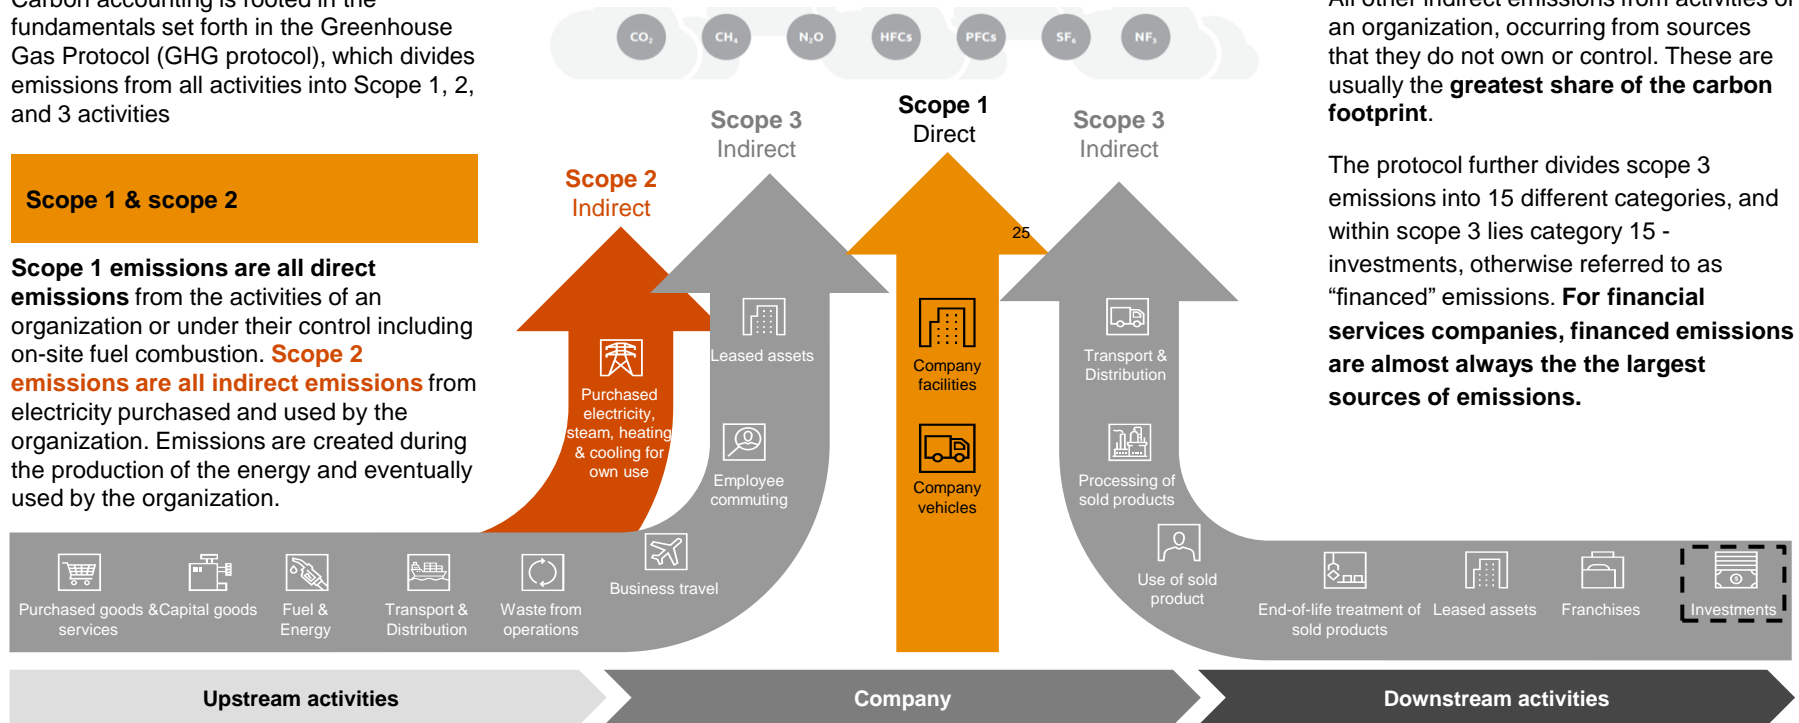 Carbon accounting is rooted in the
fundamentals set forth in the Greenhouse
Gas Protocol (GHG protocol), which divides
emissions from all activities into Scope 1, 2,
and 3 activities
Scope 1 & scope 2
Scope 1 emissions are all direct
emissions from the activities of an
organization or under their control including
on-site fuel combustion. Scope 2
emissions are all indirect emissions from
electricity purchased and used by the
organization. Emissions are created during
the production of the energy and eventually
used by the organization.
CO₂ CH₄ N₂O HFCs PFCs SF₆ NF₃
Scope 2
Indirect
Scope 3
Indirect
Scope 1
Direct
Scope 3
Indirect
25
Purchased
electricity,
steam, heating
& cooling for
own use
Leased assets
Employee
commuting
Business travel
Company
facilities
Company
vehicles
Transport &
Distribution
Processing of
sold products
Use of sold
product
Purchased goods &
services
Capital goods
Fuel &
Energy
Transport &
Distribution
Waste from
operations
End-of-life treatment of
sold products
Leased assets
Franchises
Investments
All other indirect emissions from activities of
an organization, occurring from sources
that they do not own or control. These are
usually the greatest share of the carbon
footprint.
The protocol further divides scope 3
emissions into 15 different categories, and
within scope 3 lies category 15 -
investments, otherwise referred to as
“financed” emissions. For financial
services companies, financed emissions
are almost always the the largest
sources of emissions.
Upstream activities
Company
Downstream activities